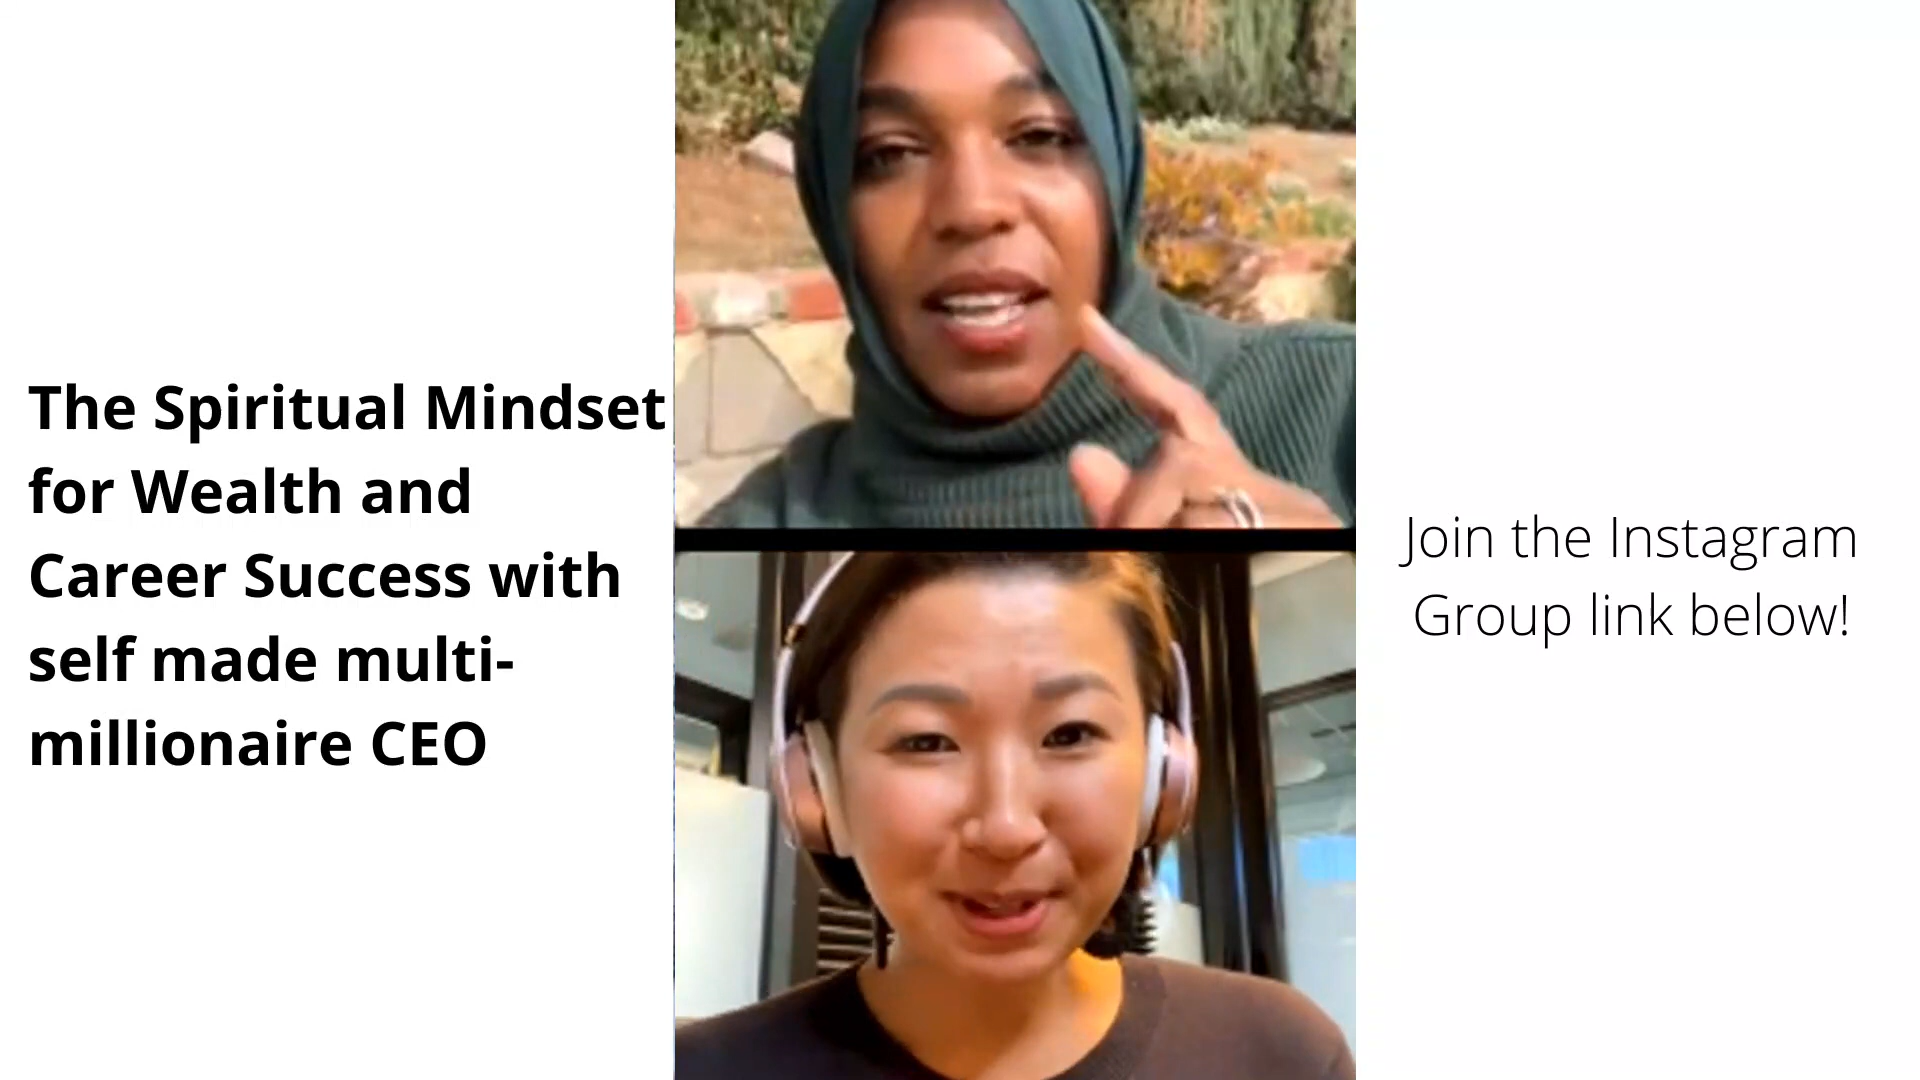 The Spiritual Mindset
for Wealth and
Career Success with
self made multi-
millionaire CEO
Join the Instagram
Group link below!